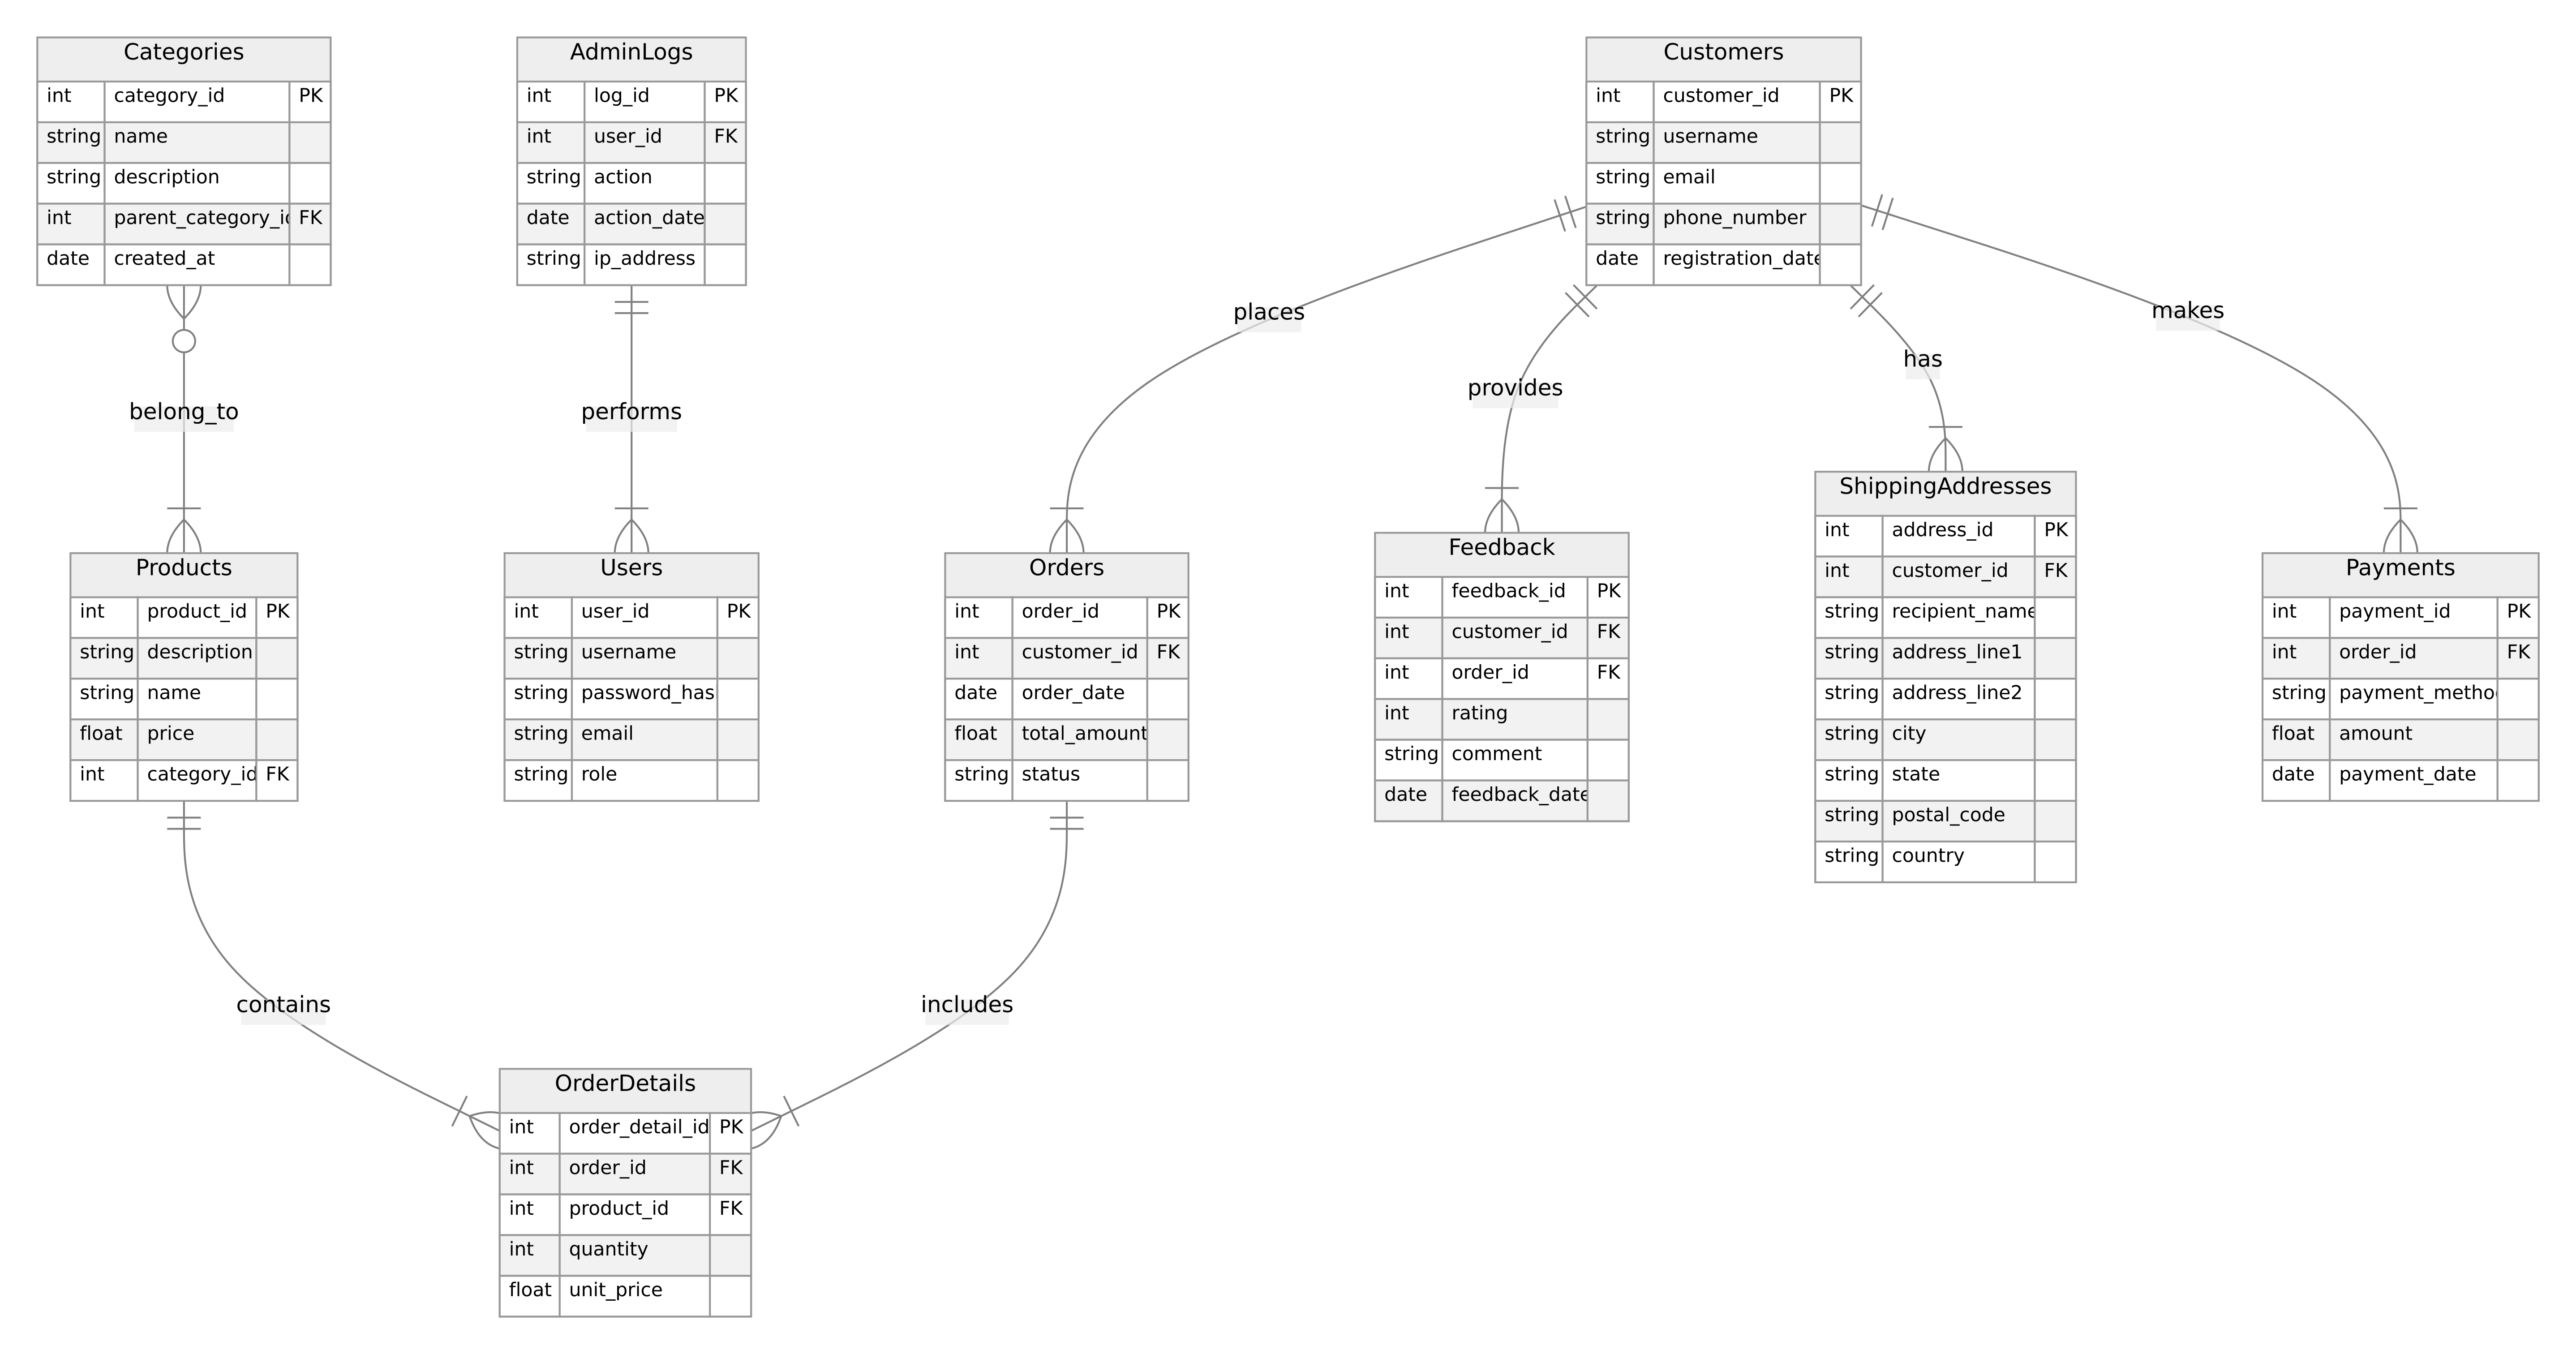 Categories
int category_id PK
string name
string description
int parent_category_id FK
date created_at
AdminLogs
int log_id PK
int user_id FK
string action
date action_date
string ip_address
Customers
int customer_id PK
string username
string email
string phone_number
date registration_date
belong_to
performs
places
provides
has
makes
Products
int product_id PK
string description
string name
float price
int category_id FK
Users
int user_id PK
string username
string password_has
string email
string role
Orders
int order_id PK
int customer_id FK
date order_date
float total_amount
string status
Feedback
int feedback_id PK
int customer_id FK
int order_id FK
int rating
string comment
date feedback_date
ShippingAddresses
int address_id PK
int customer_id FK
string recipient_name
string address_line1
string address_line2
string city
string state
string postal_code
string country
Payments
int payment_id PK
int order_id FK
string payment_metho
float amount
date payment_date
contains
includes
OrderDetails
int order_detail_id PK
int order_id FK
int product_id FK
int quantity
float unit_price